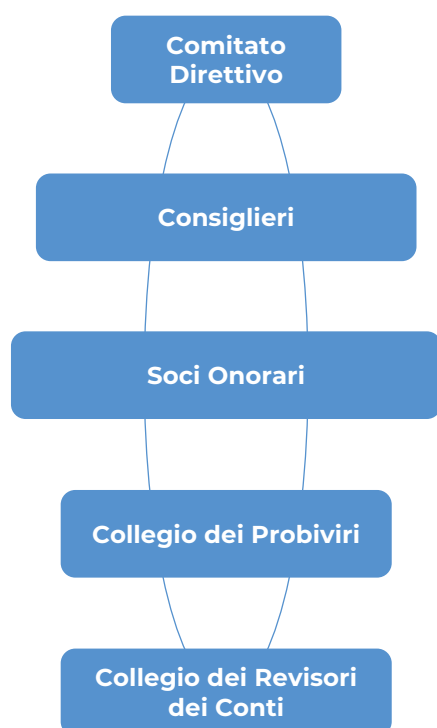 Comitato
Direttivo
Consiglieri
Soci Onorari
Collegio dei Probiviri
Collegio dei Revisori
dei Conti